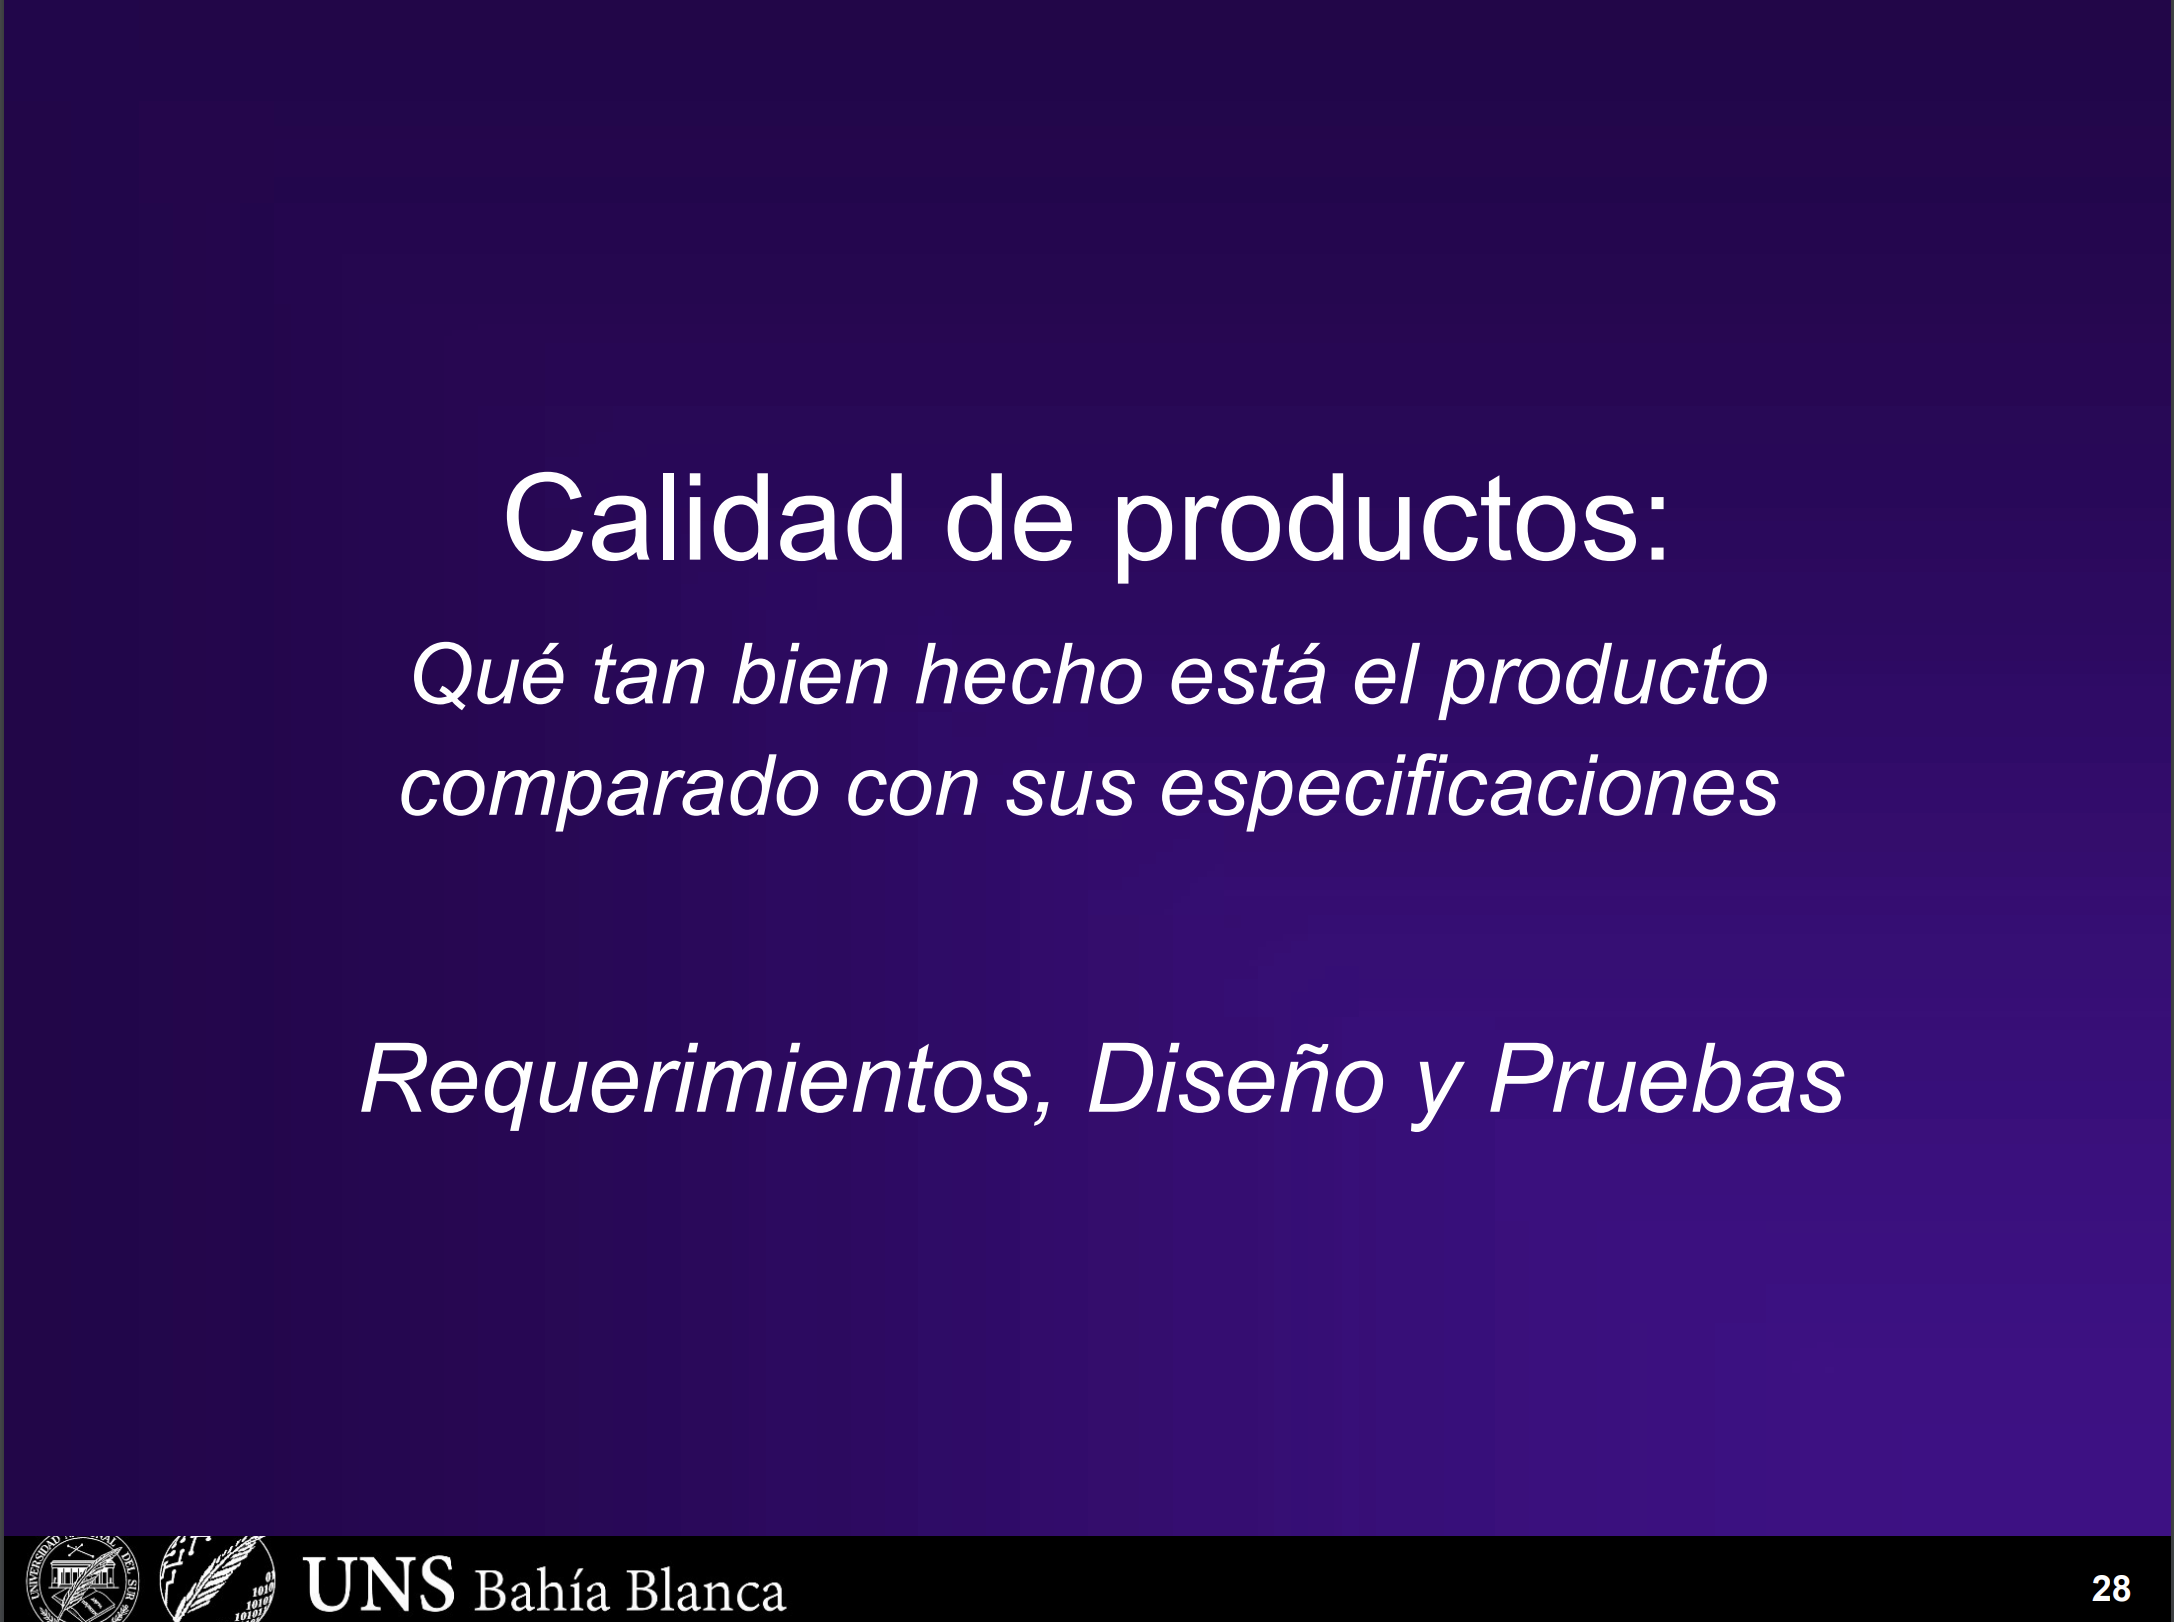 Calidad de productos:
Qué tan bien hecho está el producto
comparado con sus especificaciones
Requerimientos, Diseño y Pruebas
UNS Bahía Blanca
28